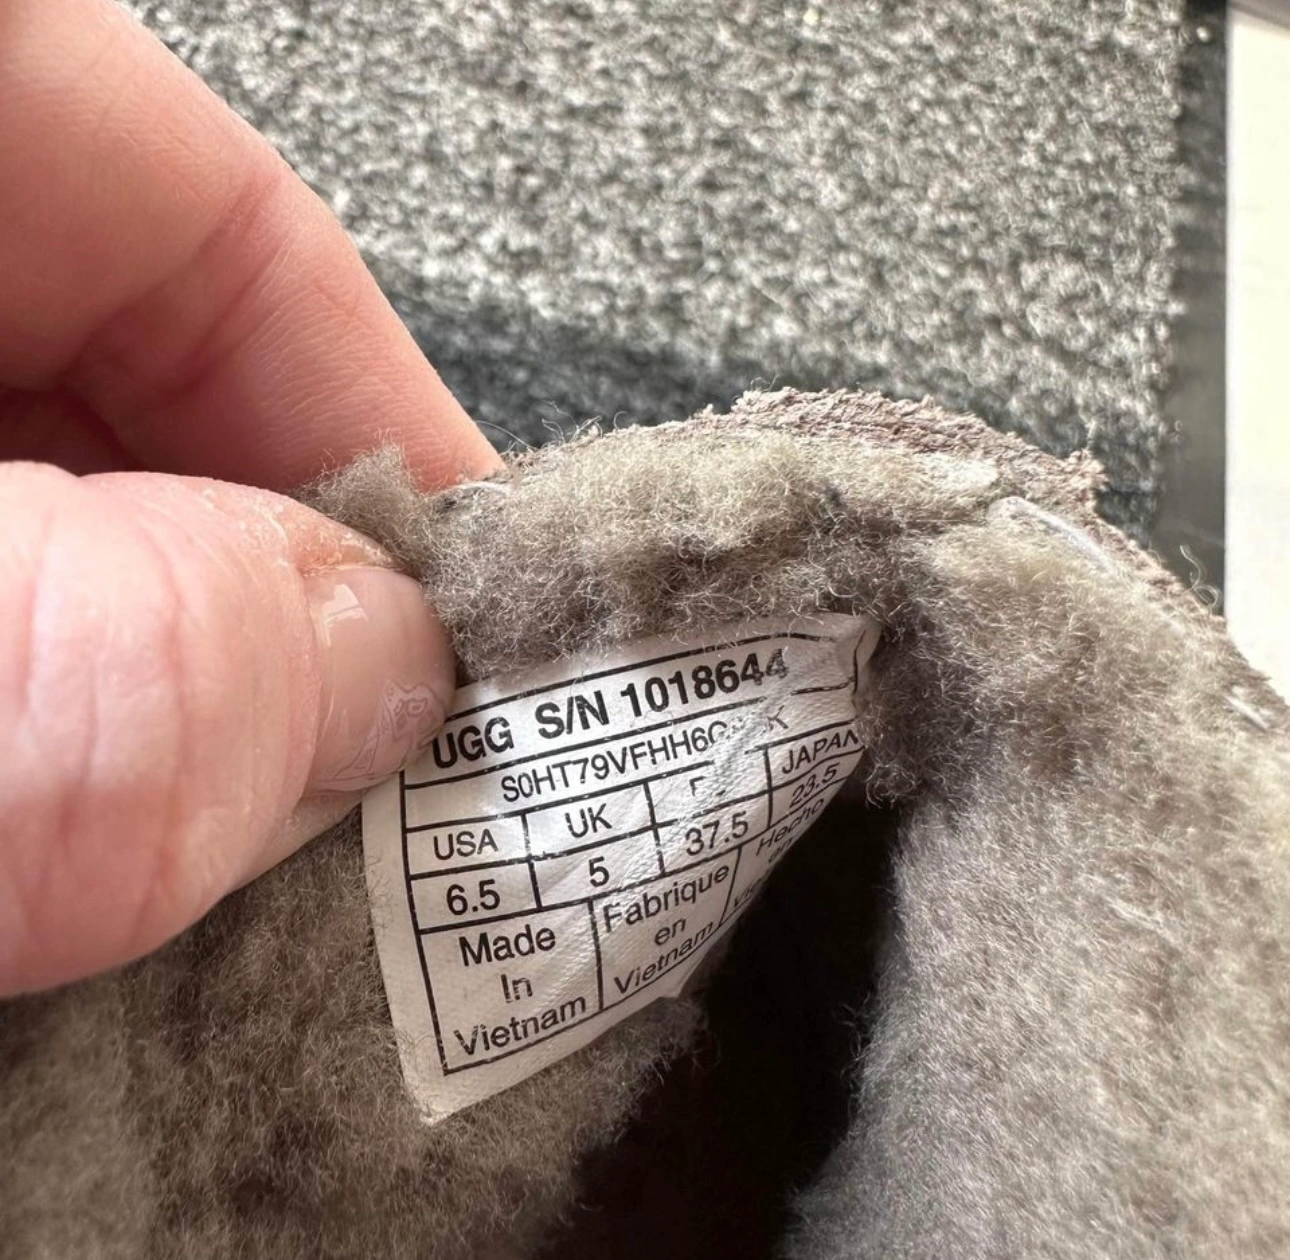 UGG S/N 1018644
USA UK JAPAN
6.5 5 37.5 23.5
Made
In
Vietnam
Fabrique
en
Vietnam
Hecho
en